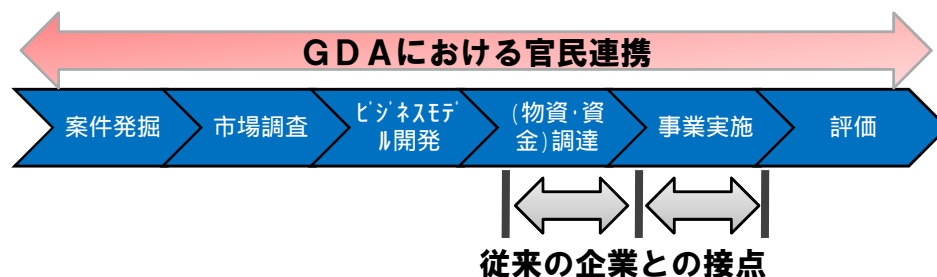 GDAにおける官民連携
案件発掘
市場調査
ﾋﾞｼﾞﾈｽﾓﾃﾞ
ﾙ開発
(物資･資
金)調達
事業実施
評価
従来の企業との接点